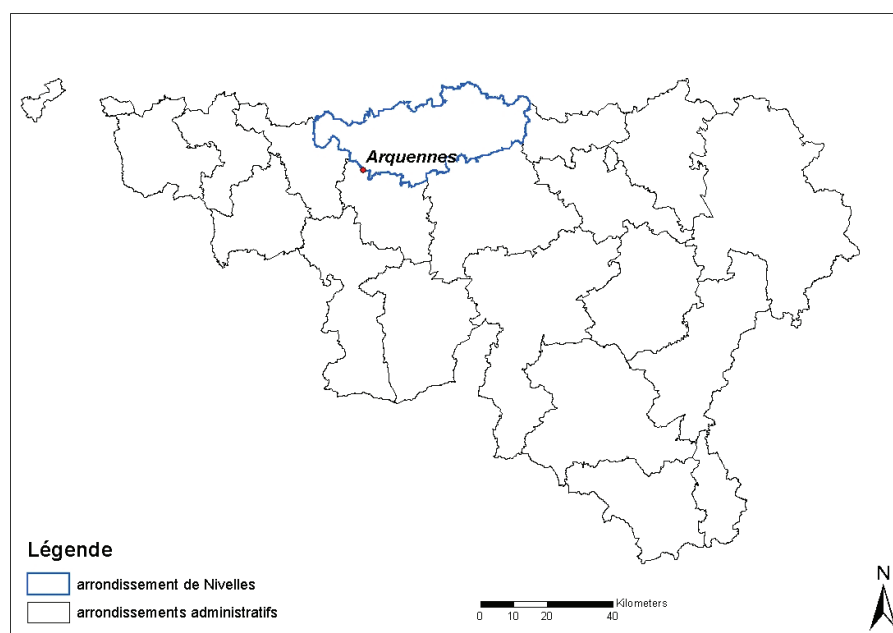 Arquennes
Légende
arrondissement de Nivelles
arrondissements administratifs
Kilometers
0 10 20 40
N